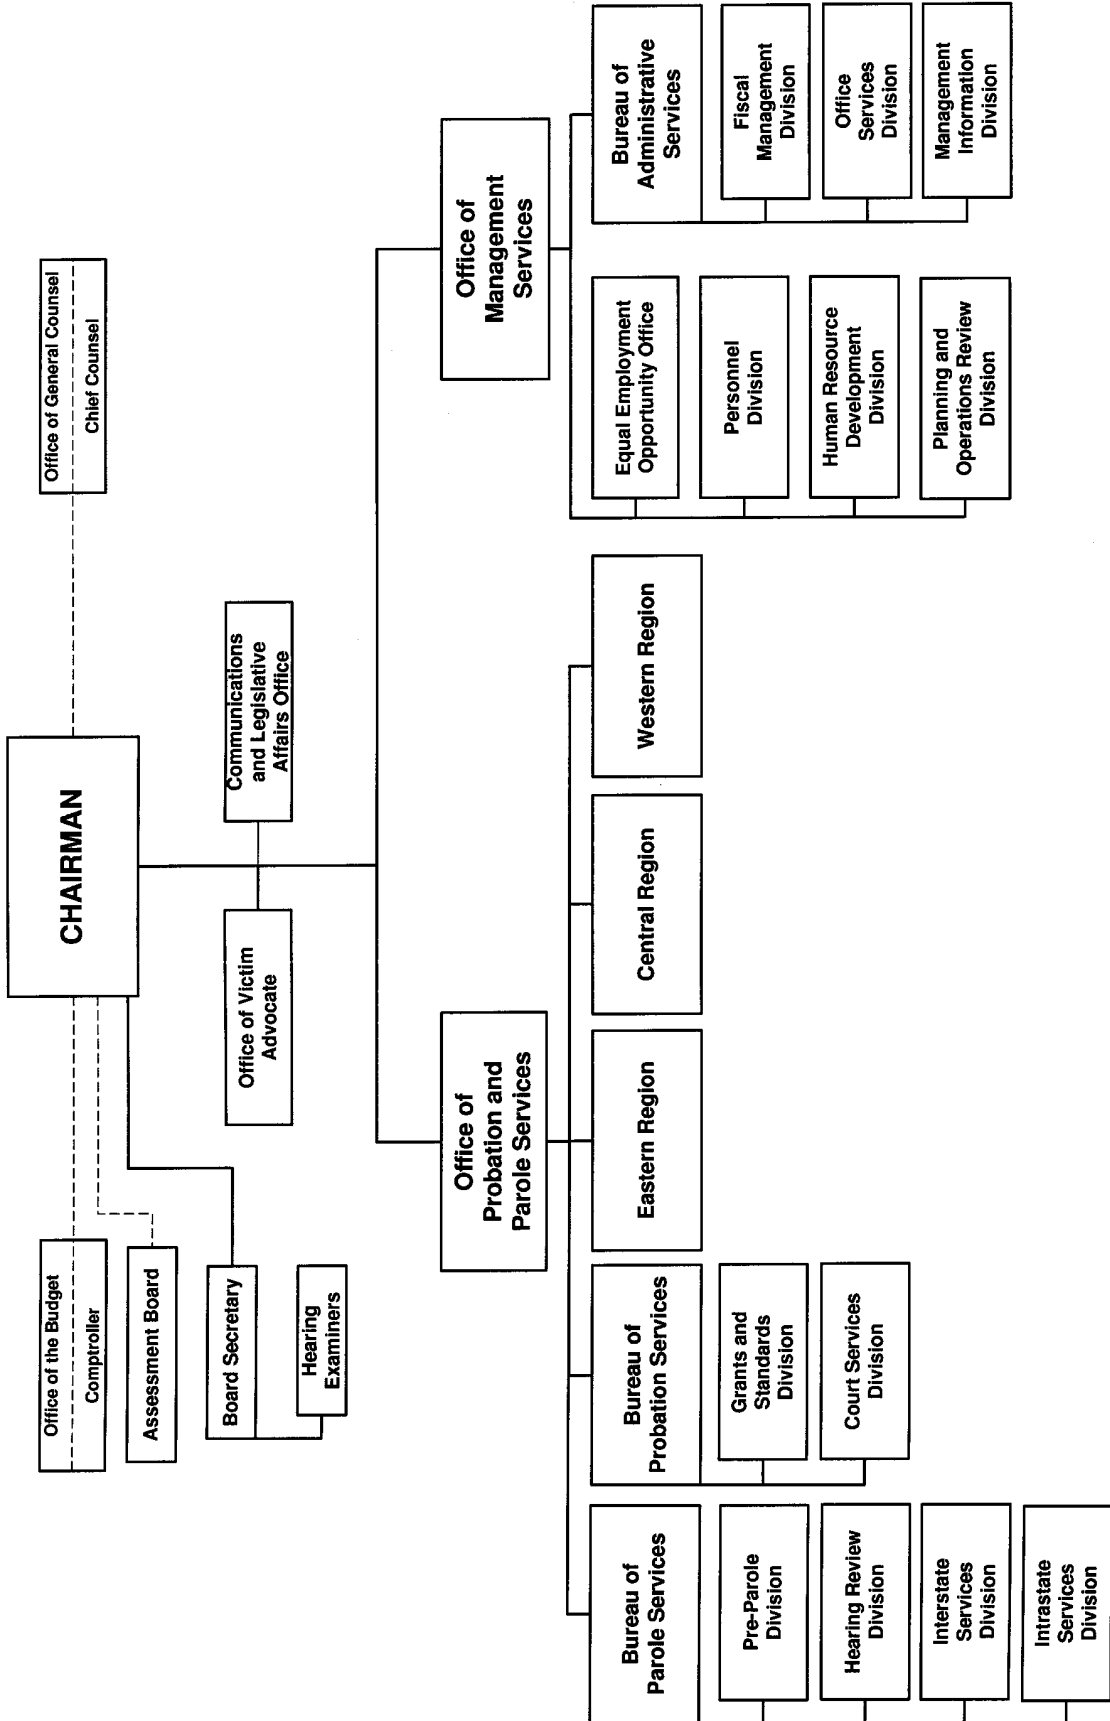 CHAIRMAN
Office of the Budget
Comptroller
Office of General Counsel
Chief Counsel
Assessment Board
Board Secretary
Hearing
Examiners
Office of Victim
Advocate
Communications
and Legislative
Affairs Office
Office of
Probation and
Parole Services
Office of
Management
Services
Bureau of
Parole Services
Pre-Parole
Division
Hearing Review
Division
Interstate
Services
Division
Intrastate
Services
Division
Bureau of
Probation Services
Grants and
Standards
Division
Court Services
Division
Eastern Region
Central Region
Western Region
Equal Employment
Opportunity Office
Personnel
Division
Human Resource
Development
Division
Planning and
Operations Review
Division
Bureau of
Administrative
Services
Fiscal
Management
Division
Office
Services
Division
Management
Information
Division